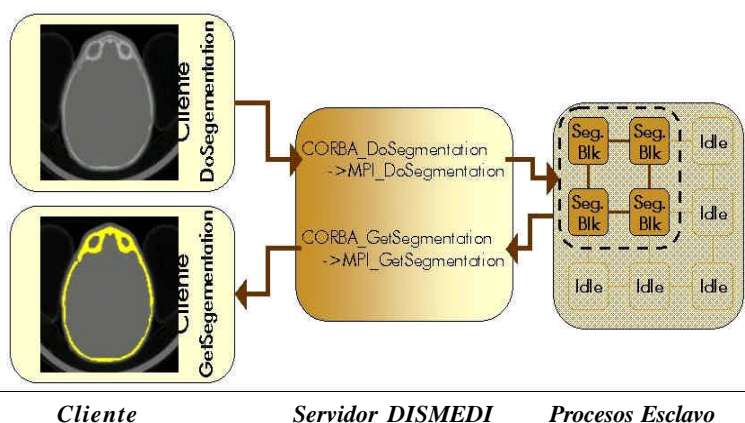 Cliente
DoSegementation
CORBA_DoSegmentation
->MPI_DoSegmentation
Seg. Blk
Seg. Blk
Idle
Seg. Blk
Seg. Blk
Idle
Idle
Idle
Idle
Cliente
GetSegementation
CORBA_GetSegmentation
->MPI_GetSegmentation
Cliente
Servidor DISMEDI
Procesos Esclavo